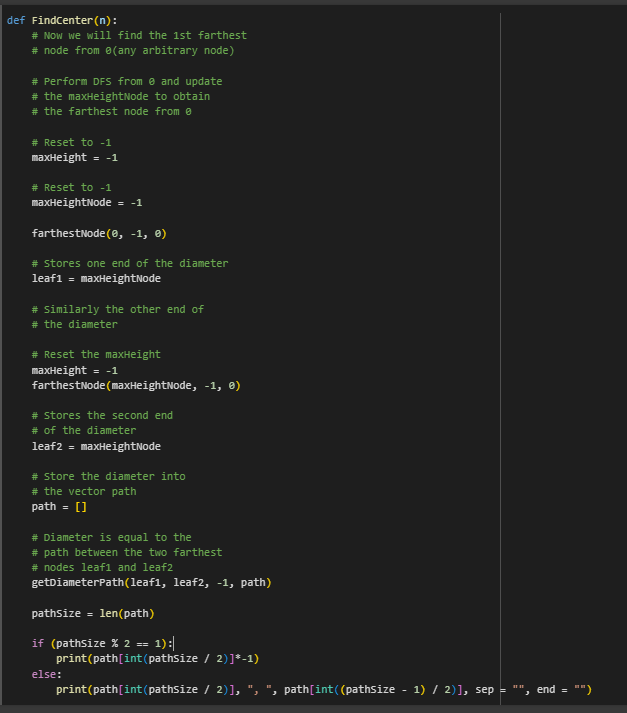 def FindCenter(n):
    # Now we will find the 1st farthest
    # node from 0(any arbitrary node)

    # Perform DFS from 0 and update
    # the maxHeightNode to obtain
    # the farthest node from 0

    # Reset to -1
    maxHeight = -1

    # Reset to -1
    maxHeightNode = -1

    farthestNode(0, -1, 0)

    # Stores one end of the diameter
    leaf1 = maxHeightNode

    # Similarly the other end of
    # the diameter

    # Reset the maxHeight
    maxHeight = -1
    farthestNode(maxHeightNode, -1, 0)

    # Stores the second end
    # of the diameter
    leaf2 = maxHeightNode

    # Store the diameter into
    # the vector path
    path = []

    # Diameter is equal to the
    # path between the two farthest
    # nodes leaf1 and leaf2
    getDiameterPath(leaf1, leaf2, -1, path)

    pathSize = len(path)

    if (pathSize % 2 == 1):
        print(path[int(pathSize / 2)]*-1)
    else:
        print(path[int(pathSize / 2)], ", ", path[int((pathSize - 1) / 2)], sep = "", end = "")